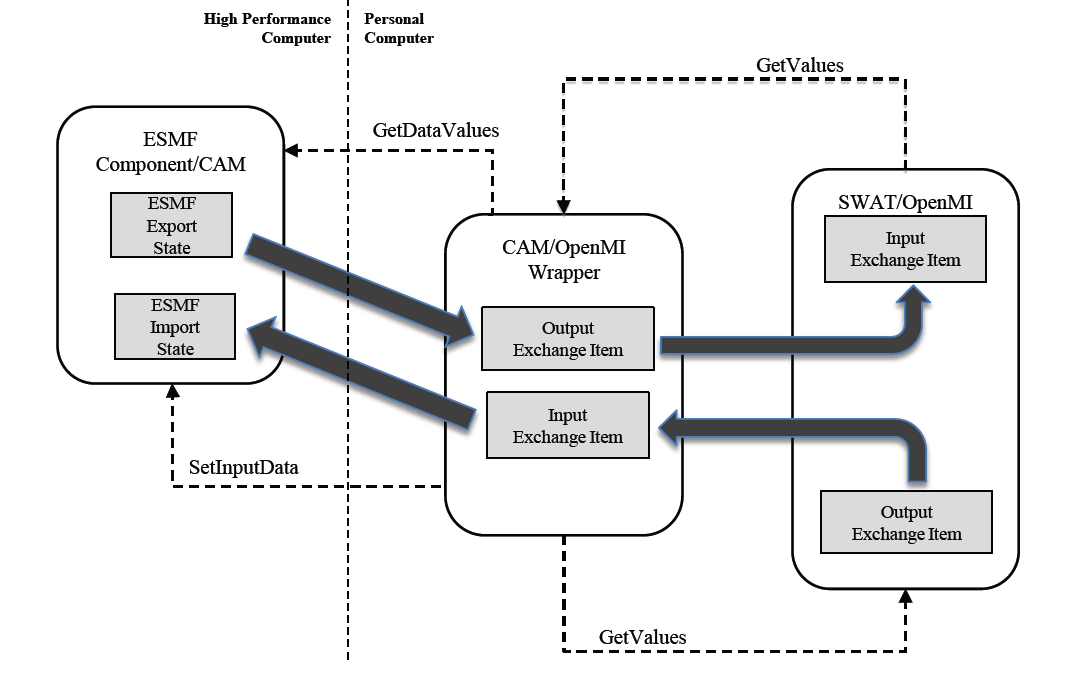 High Performance
Computer
Personal
Computer
GetValues
GetDataValues
ESMF
Component/CAM
ESMF
Export
State
ESMF
Import
State
SetInputData
CAM/OpenMI
Wrapper
Output
Exchange Item
Input
Exchange Item
SWAT/OpenMI
Input
Exchange Item
Output
Exchange Item
GetValues